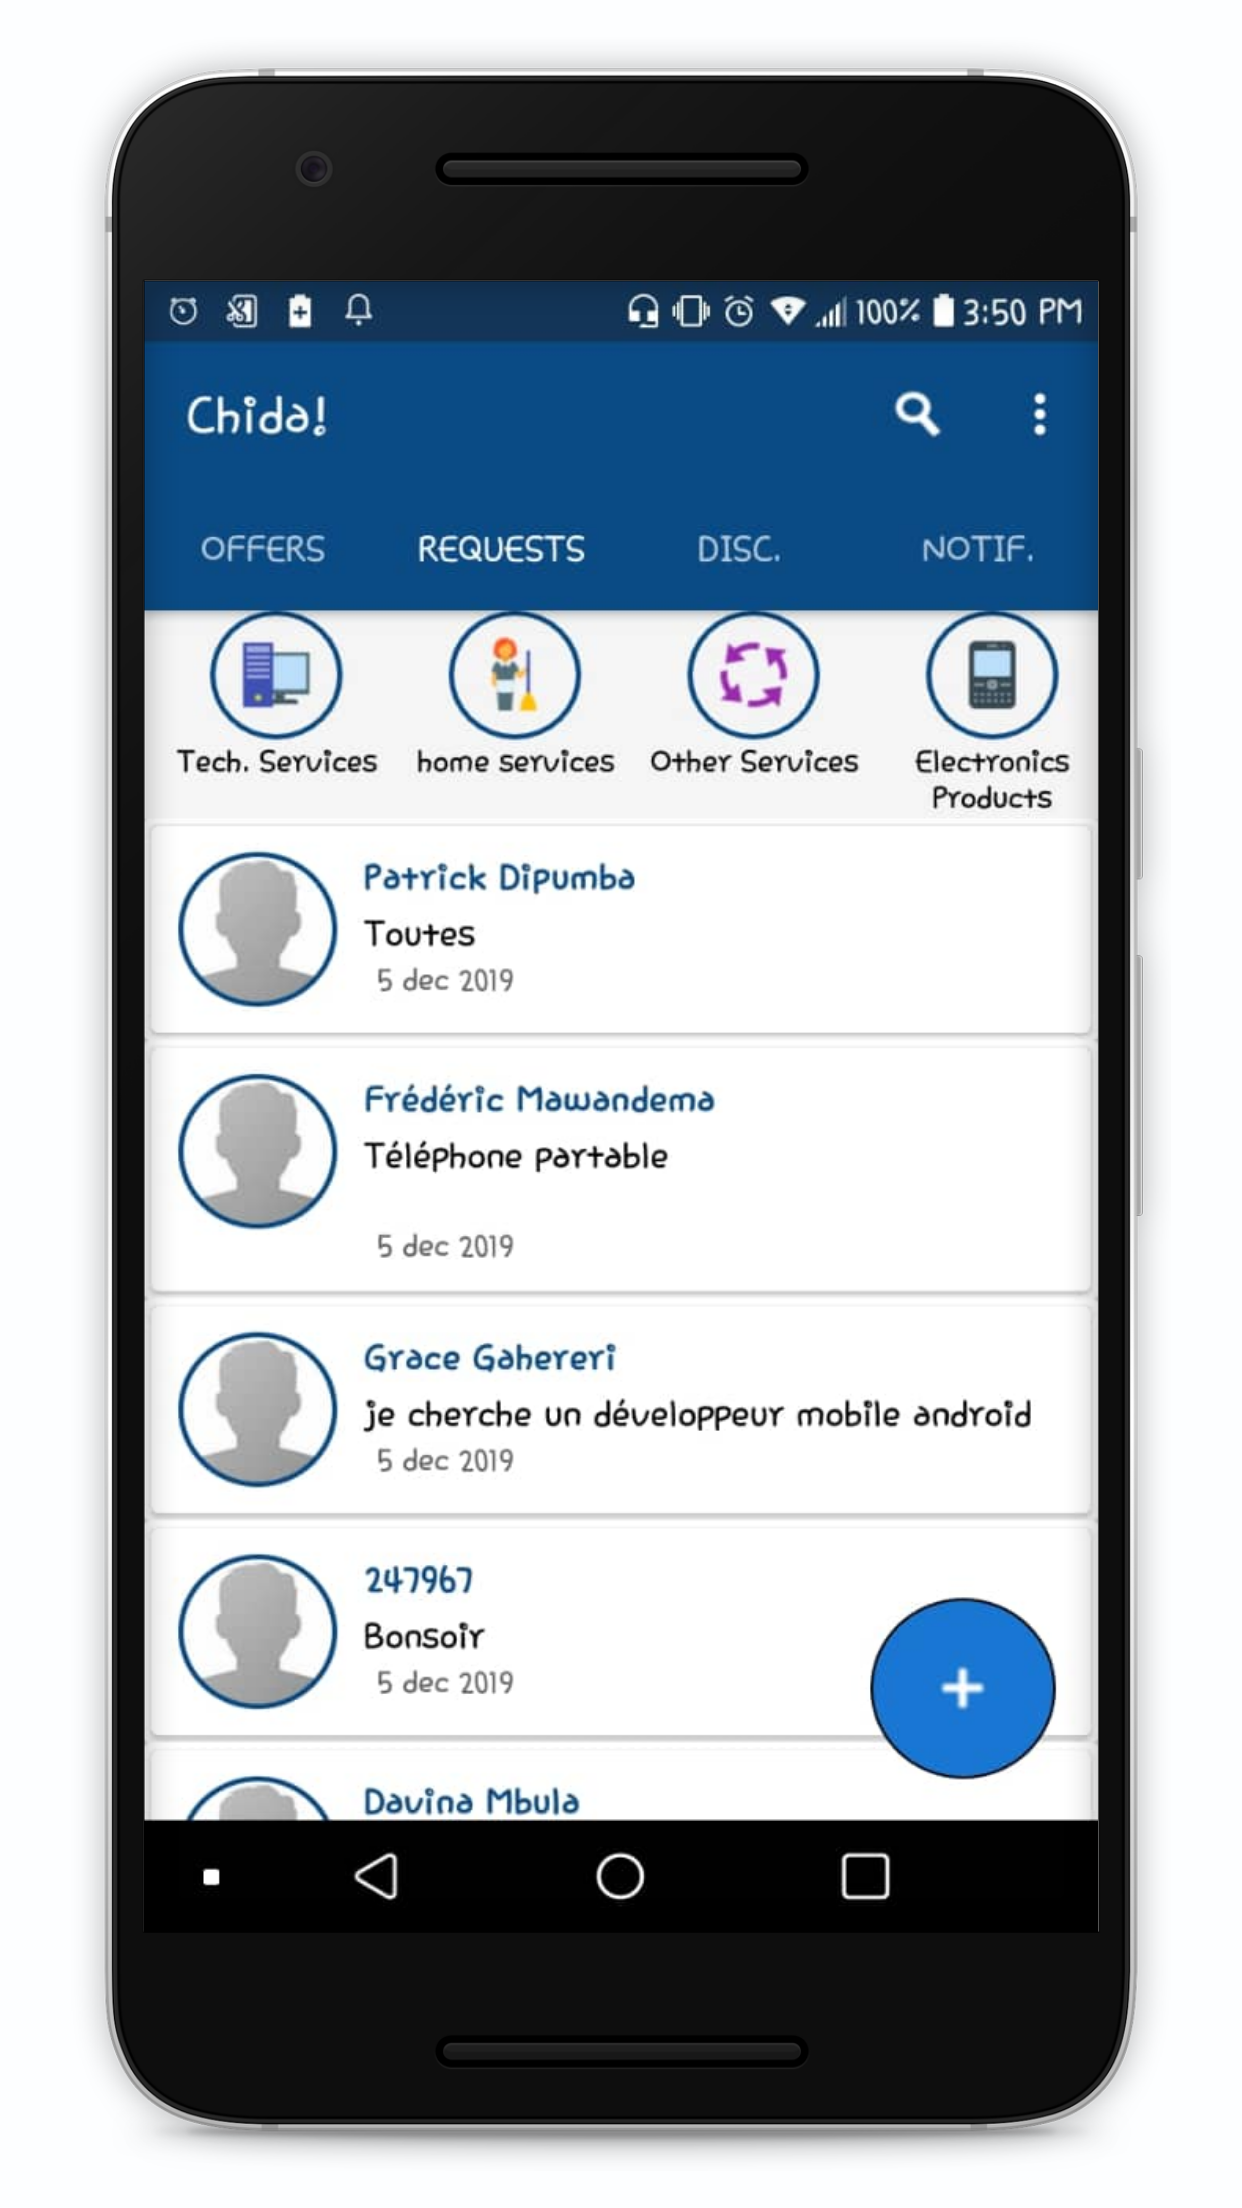 100% 3:50 PM
Chida!
OFFERS REQUESTS DISC. NOTIF.
Tech. Services home services Other Services Electronics
Products
Patrick Dipumba
Toutes
5 dec 2019
Frédéric Mawandema
Téléphone partable
5 dec 2019
Grace Gahereri
je cherche un développeur mobile android
5 dec 2019
247967
Bonsoir
5 dec 2019
Davina Mbula